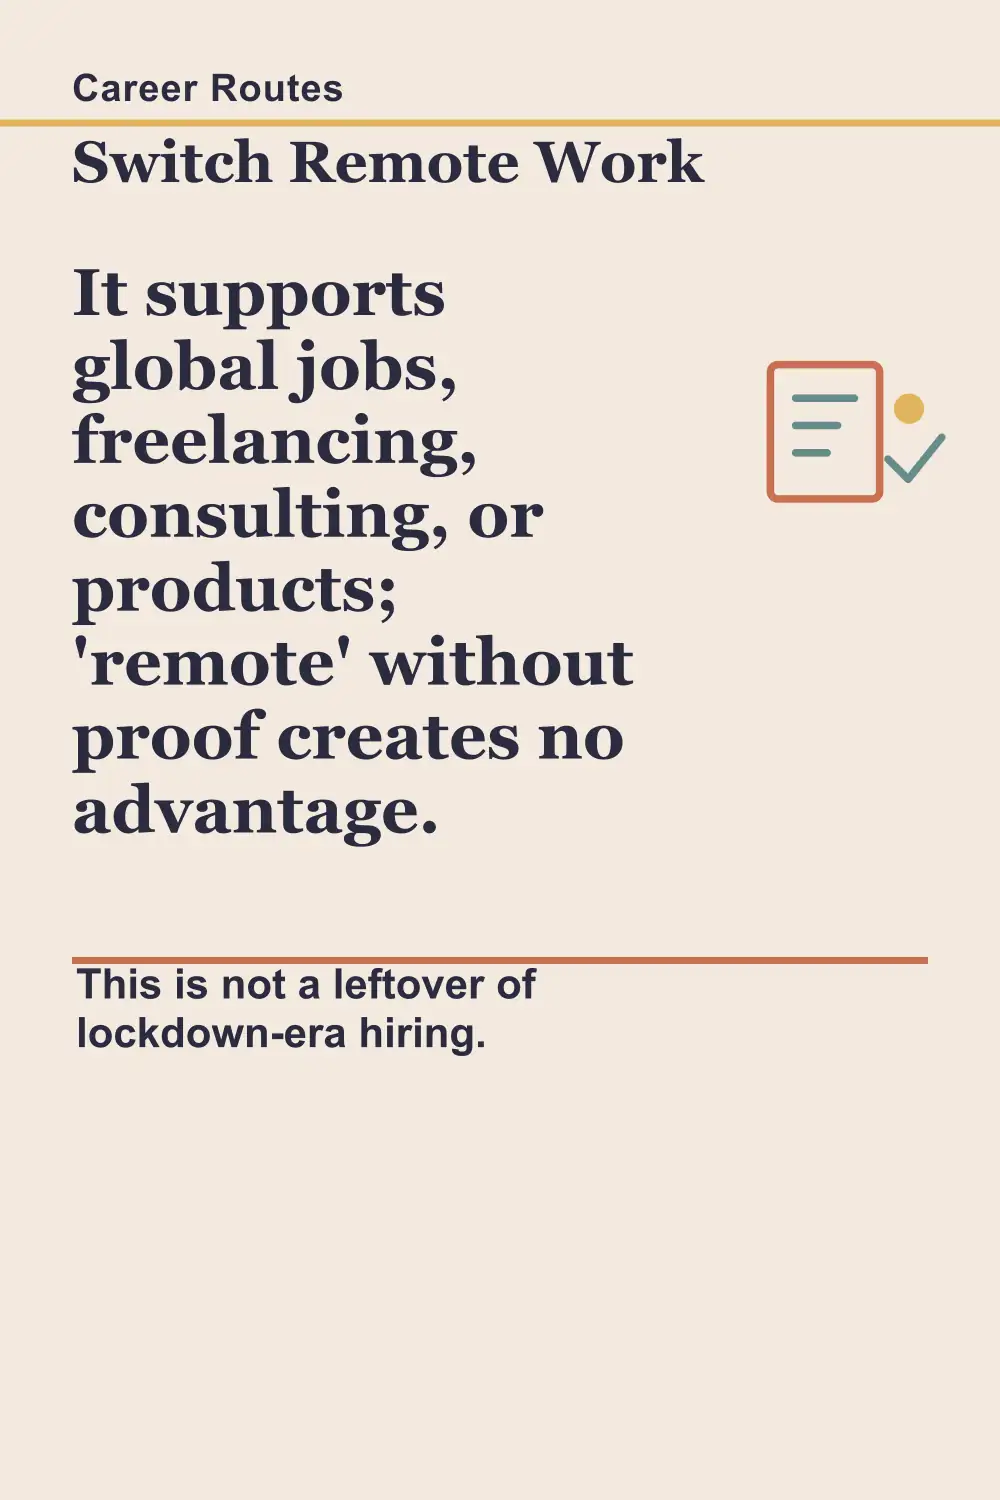 Career Routes
Switch Remote Work
It supports
global jobs,
freelancing,
consulting, or
products;
'remote' without
proof creates no
advantage.
This is not a leftover of
lockdown-era hiring.